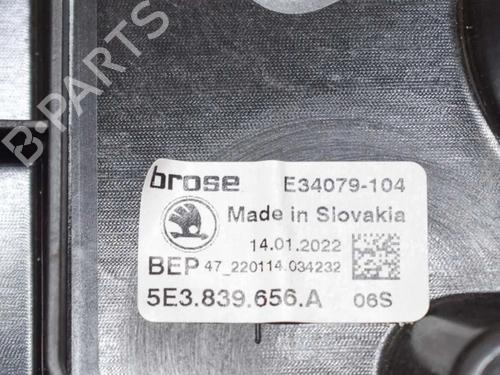 B-PARTS
brose E34079-104
Made in Slovakia
14.01.2022
BEP 47_220114.034232
5E3.839.656.A 06S